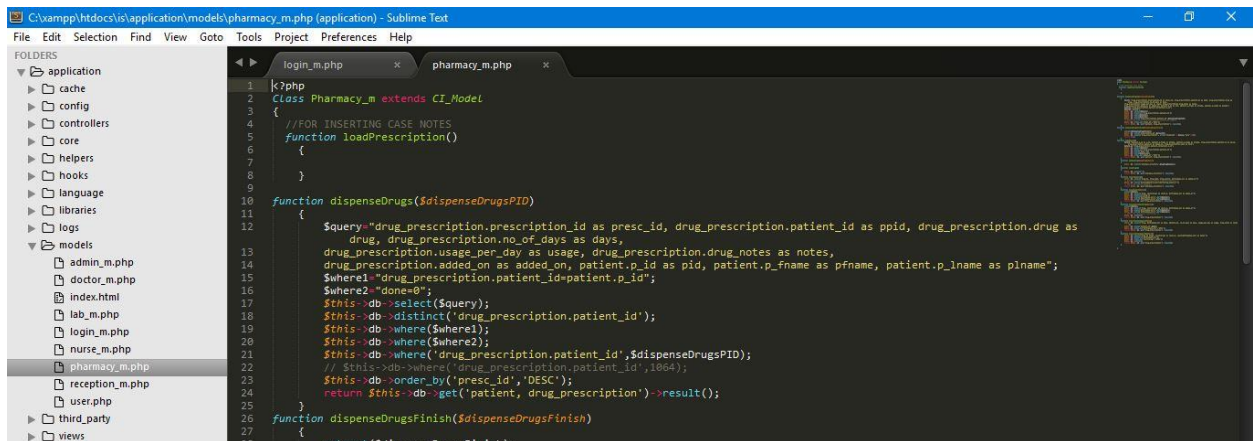 C:\xampp\htdocs\is\application\models\pharmacy_m.php (application) - Sublime Text
File Edit Selection Find View Goto Tools Project Preferences Help
FOLDERS
application
cache
config
controllers
core
helpers
hooks
language
libraries
logs
models
admin_m.php
doctor_m.php
index.html
lab_m.php
login_m.php
nurse_m.php
pharmacy_m.php
reception_m.php
user.php
third_party
views
login_m.php × pharmacy_m.php ×
1 <?php
2 Class Pharmacy_m extends CI_Model
3 {
4 //FOR INSERTING CASE NOTES
5 function loadPrescription()
6 {
7
8 }
9
10 function dispenseDrugs($dispenseDrugsPID)
11 {
12 $query="drug_prescription.prescription_id as presc_id, drug_prescription.patient_id as ppid, drug_prescription.drug as
drug, drug_prescription.no_of_days as days,
13 drug_prescription.usage_per_day as usage, drug_prescription.drug_notes as notes,
14 drug_prescription.added_on as added_on, patient.p_id as pid, patient.p_fname as pfname, patient.p_lname as plname";
15 $where1="drug_prescription.patient_id=patient.p_id";
16 $where2="done=0";
17 $this->db->select($query);
18 $this->db->distinct('drug_prescription.patient_id');
19 $this->db->where($where1);
20 $this->db->where($where2);
21 $this->db->where('drug_prescription.patient_id',$dispenseDrugsPID);
22 // $this->db->where('drug_prescription.patient_id',1064);
23 $this->db->order_by('presc_id','DESC');
24 return $this->db->get('patient, drug_prescription')->result();
25 }
26 function dispenseDrugsFinish($dispenseDrugsFinish)
27 {